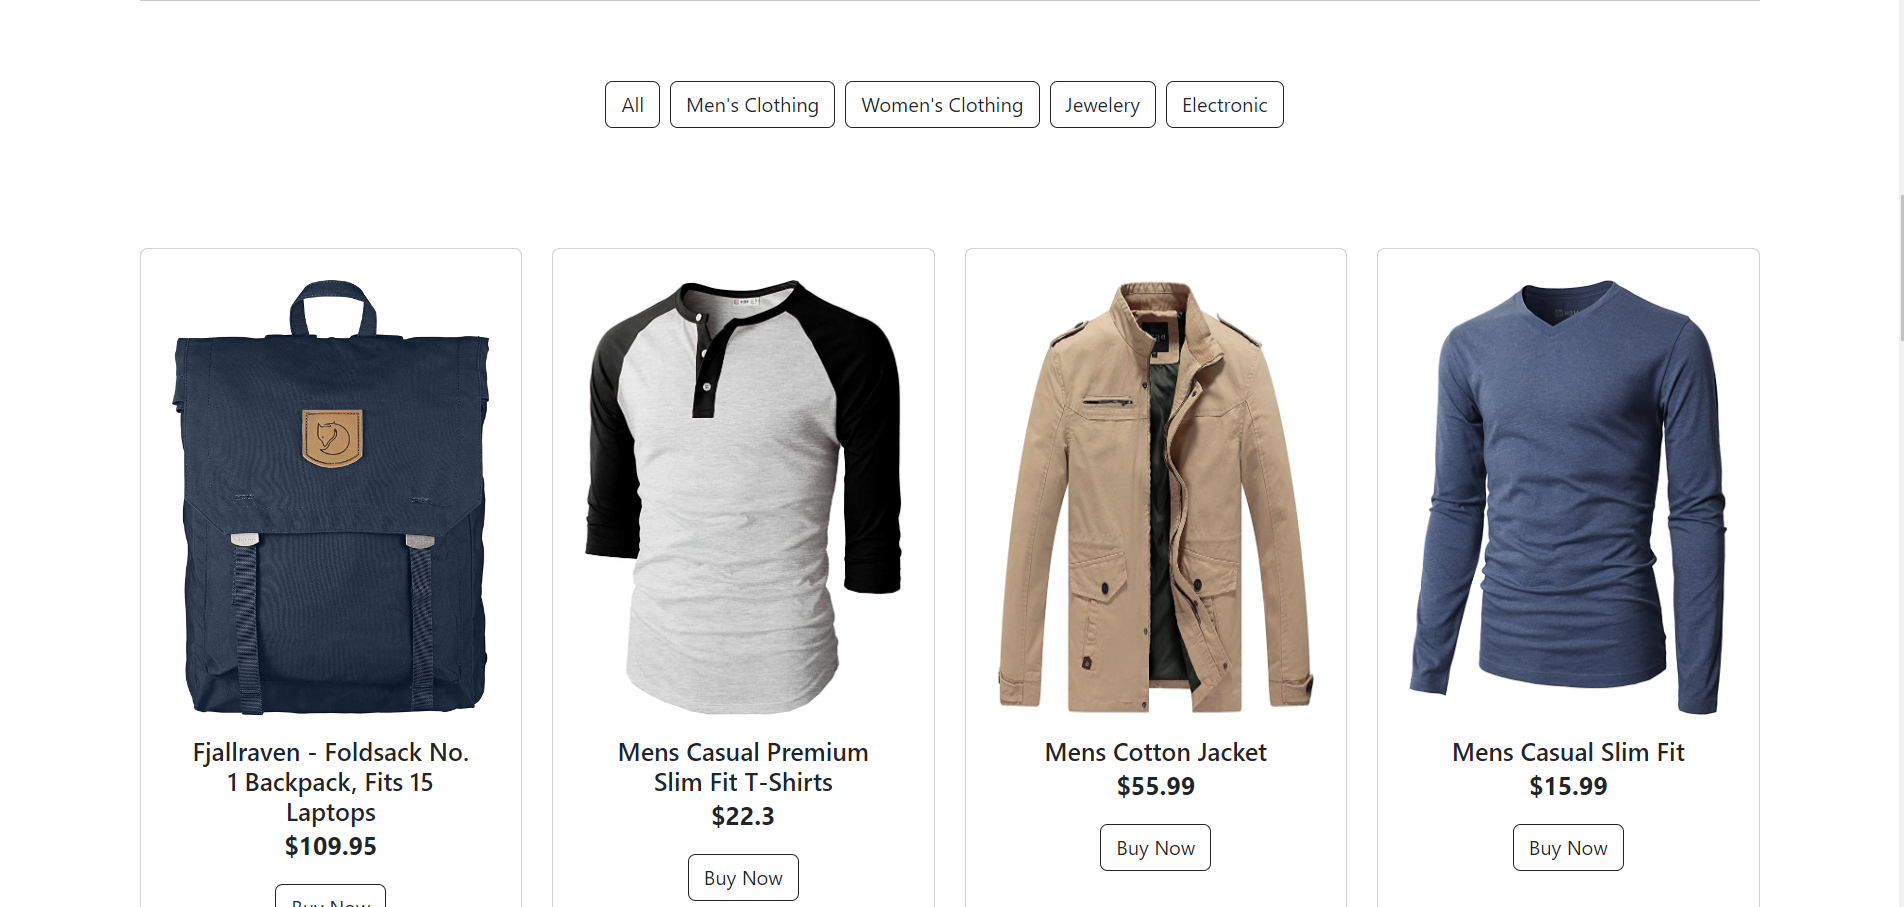 All Men's Clothing Women's Clothing Jewelery Electronic
Fjallraven - Foldsack No.
1 Backpack, Fits 15
Laptops
$109.95
Buy Now
Mens Casual Premium
Slim Fit T-Shirts
$22.3
Buy Now
Mens Cotton Jacket
$55.99
Buy Now
Mens Casual Slim Fit
$15.99
Buy Now